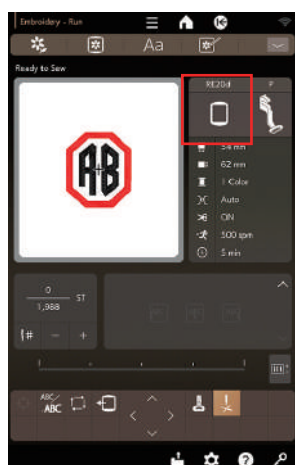 Embroidery - Run
Aa
Ready to Sew
RE20d P
A+B
54 mm
62 mm
1 Color
Auto
ON
500 spm
5 min
0
1,988
ST
#
− +
ABC
ABC